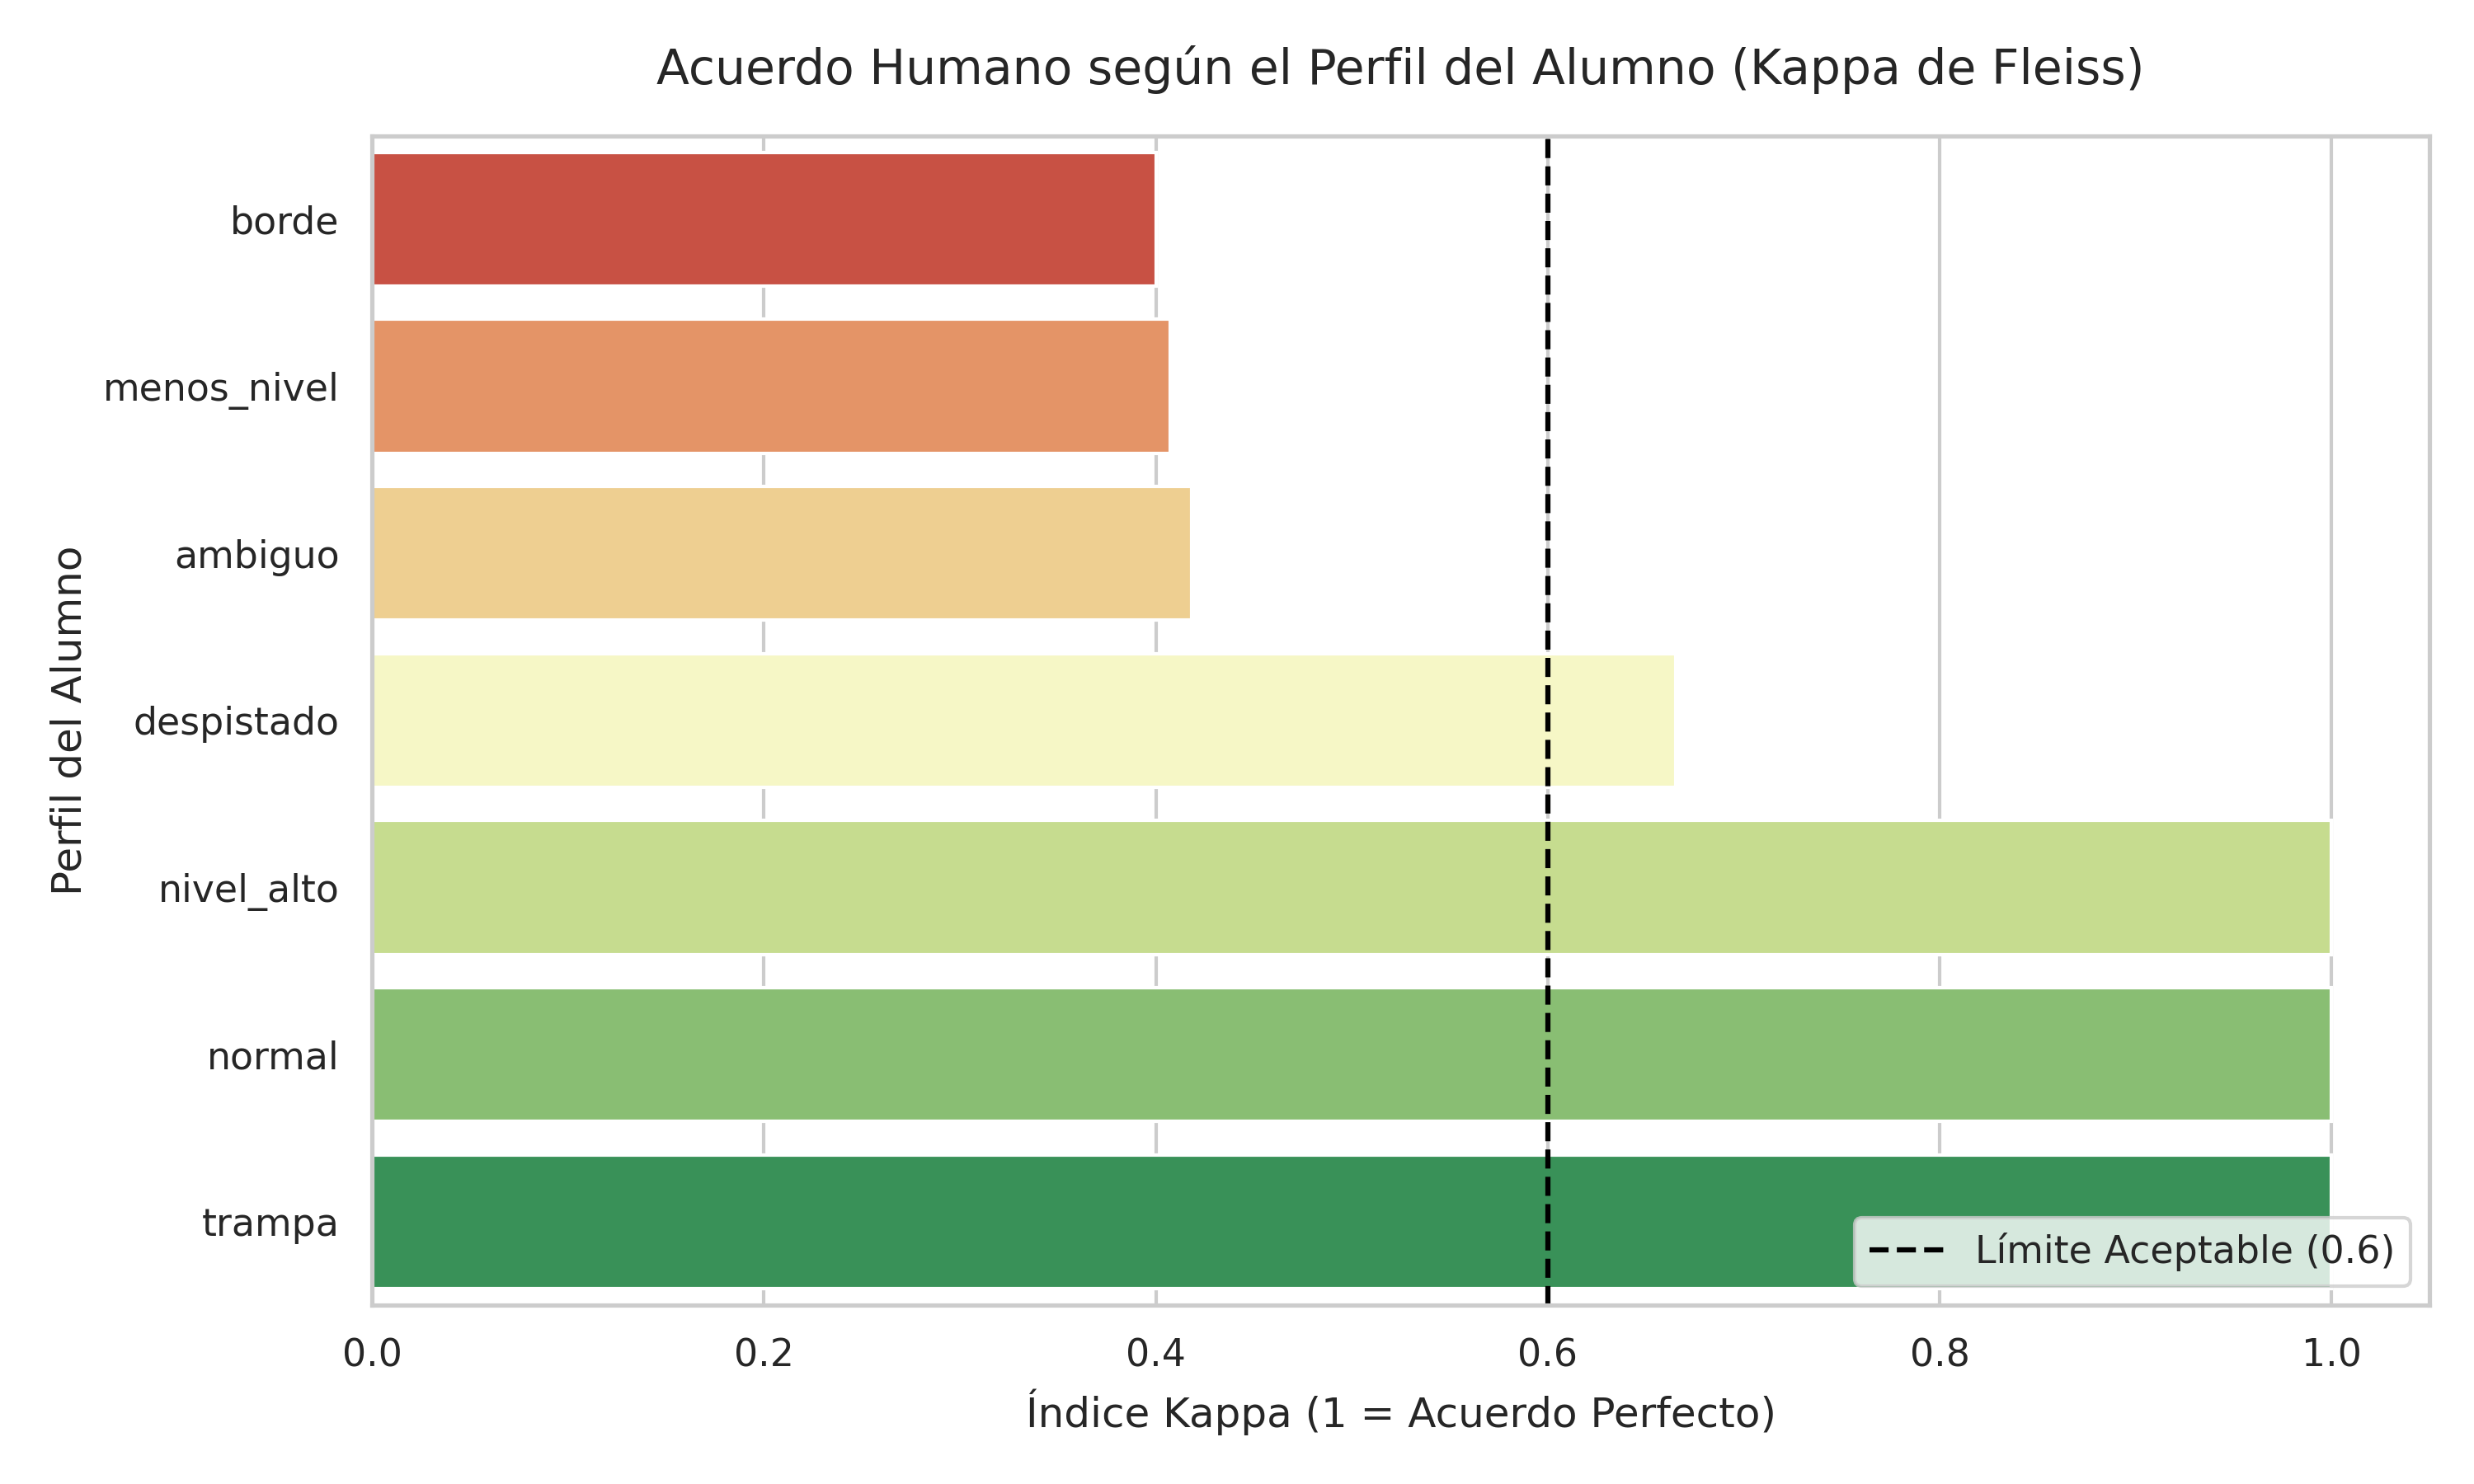 Acuerdo Humano según el Perfil del Alumno (Kappa de Fleiss)
Perfil del Alumno
borde
menos_nivel
ambiguo
despistado
nivel_alto
normal
trampa
Límite Aceptable (0.6)
0.0 0.2 0.4 0.6 0.8 1.0
Índice Kappa (1 = Acuerdo Perfecto)